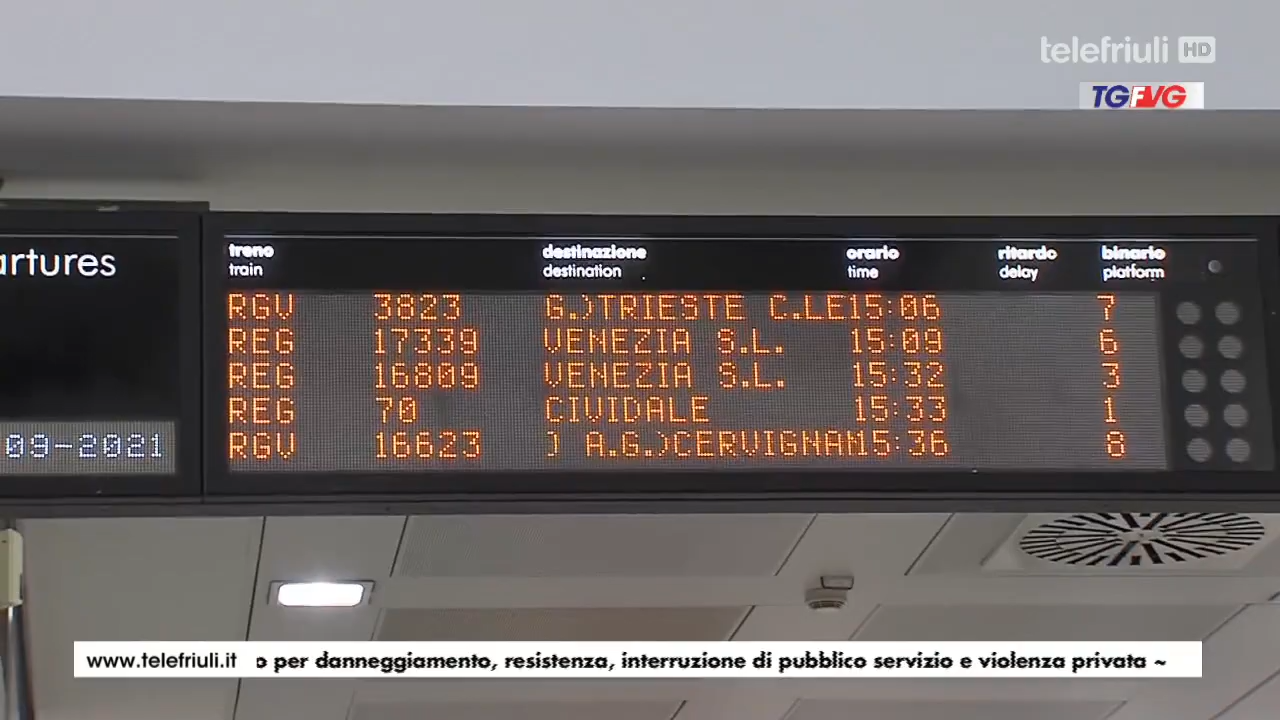 telefriuli HD
TGFVG
artures
treno destinazione orario ritardo binario
train destination time delay platform
RGV 3823 G.)TRIESTE C.LE15:06 7
REG 17339 VENEZIA S.L. 15:09 6
REG 16809 VENEZIA S.L. 15:32 3
REG 70 CIVIDALE 15:33 1
RGV 16623 ) A.G.)CERVIGNAM15:36 8
09-2021
www.telefriuli.it o per danneggiamento, resistenza, interruzione di pubblico servizio e violenza privata ~